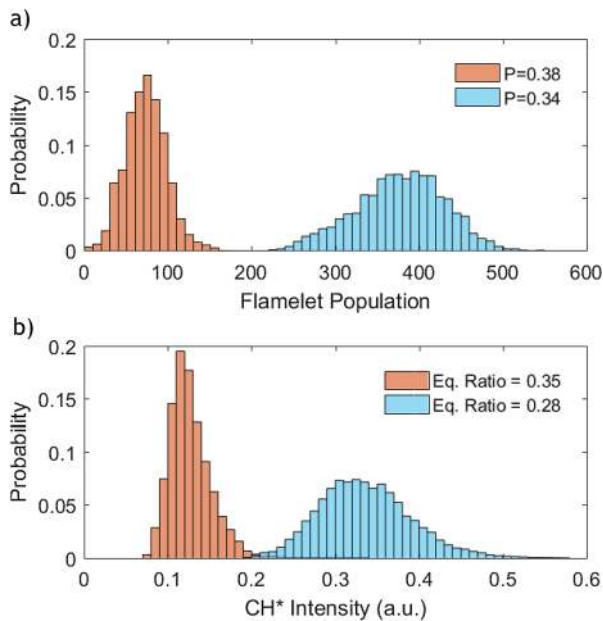 a)
0.2
0.15
0.1
0.05
0
Probability
P=0.38
P=0.34
0 100 200 300 400 500 600
Flamelet Population
b)
0.2
0.15
0.1
0.05
0
Probability
Eq. Ratio = 0.35
Eq. Ratio = 0.28
0 0.1 0.2 0.3 0.4 0.5 0.6
CH* Intensity (a.u.)